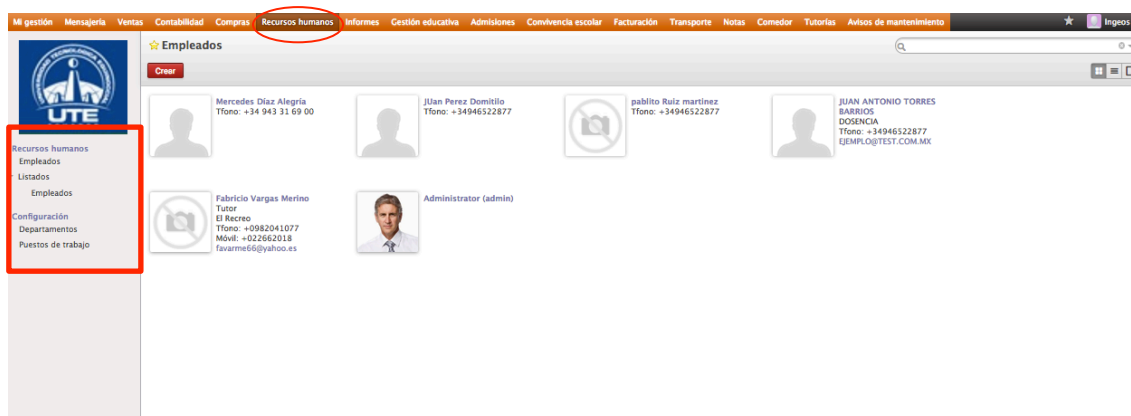 Mi gestión Mensajería Ventas Contabilidad Compras Recursos humanos Informes Gestión educativa Admisiones Convivencia escolar Facturación Transporte Notas Comedor Tutorías Avisos de mantenimiento Ingeos
UNIVERSIDAD TECNOLÓGICA EQUINOCCIAL
UTE
Recursos humanos
Empleados
Listados
Empleados
Configuración
Departamentos
Puestos de trabajo
Empleados
Crear
Mercedes Díaz Alegría
Tfono: +34 943 31 69 00
JUan Perez Domitilo
Tfono: +34946522877
pablito Ruiz martinez
Tfono: +34946522877
JUAN ANTONIO TORRES
BARRIOS
DOSENCIA
Tfono: +34946522877
EJEMPLO@TEST.COM.MX
Fabricio Vargas Merino
Tutor
El Recreo
Tfono: +0982041077
Móvil: +022662018
favarme66@yahoo.es
Administrator (admin)